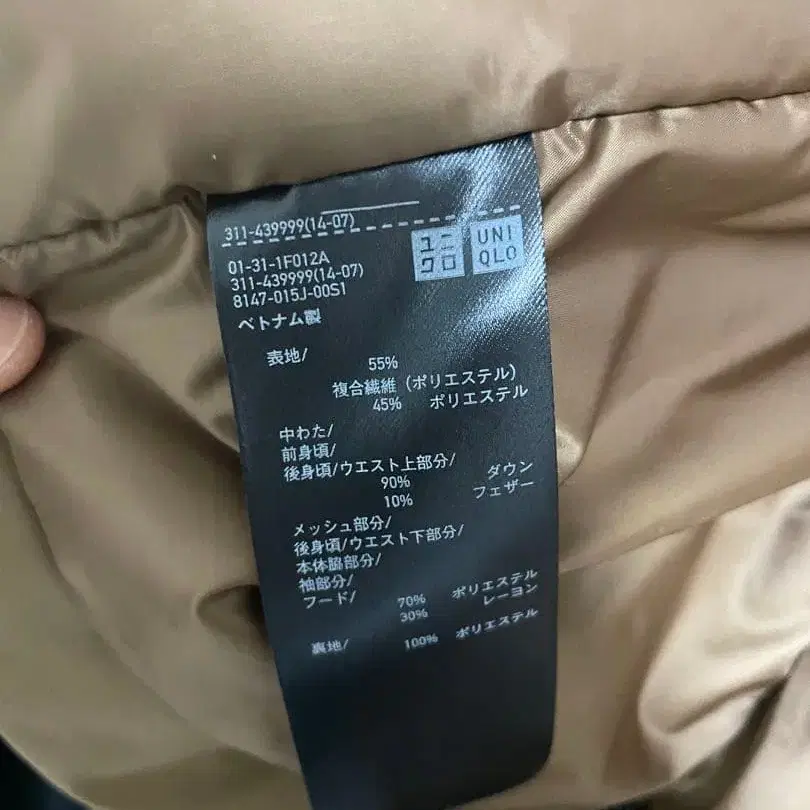 311-439999(14-07)
ユニ
クロ
UNI
QLO
01-31-1F012A
311-439999(14-07)
8147-015J-00S1
ベトナム製
表地/ 55%
複合繊維(ポリエステル)
45% ポリエステル
中わた/
前身頃/
後身頃/ウエスト上部分/
90% ダウン
10% フェザー
メッシュ部分/
後身頃/ウエスト下部分/
本体脇部分/
袖部分/
フード/ 70% ポリエステル
30% レーヨン
裏地/ 100% ポリエステル